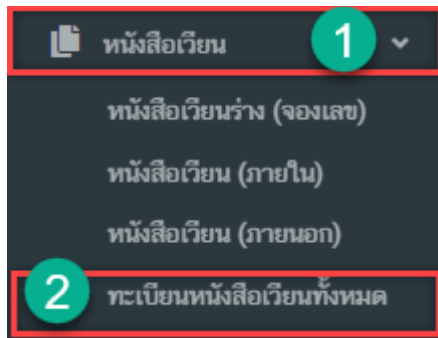 หนังสือเวียน 1
หนังสือเวียนร่าง (จองเลข)
หนังสือเวียน (ภายใน)
หนังสือเวียน (ภายนอก)
2 ทะเบียนหนังสือเวียนทั้งหมด